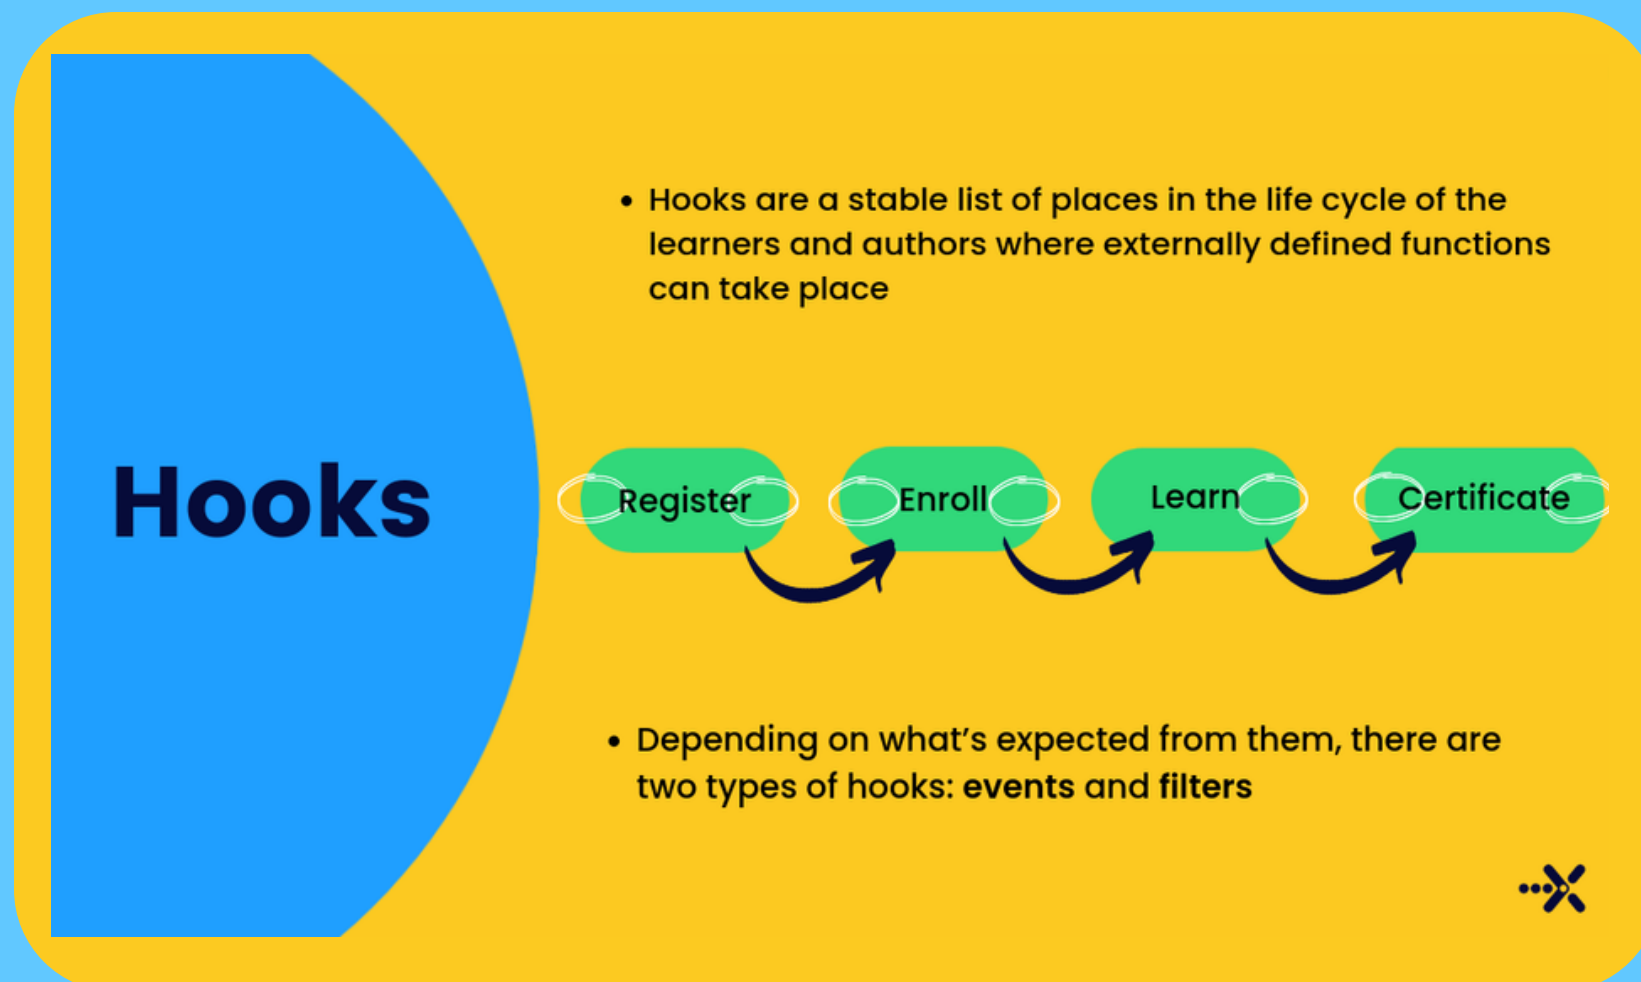 Hooks
• Hooks are a stable list of places in the life cycle of the
learners and authors where externally defined functions
can take place
Register Enroll Learn Certificate
• Depending on what's expected from them, there are
two types of hooks: events and filters